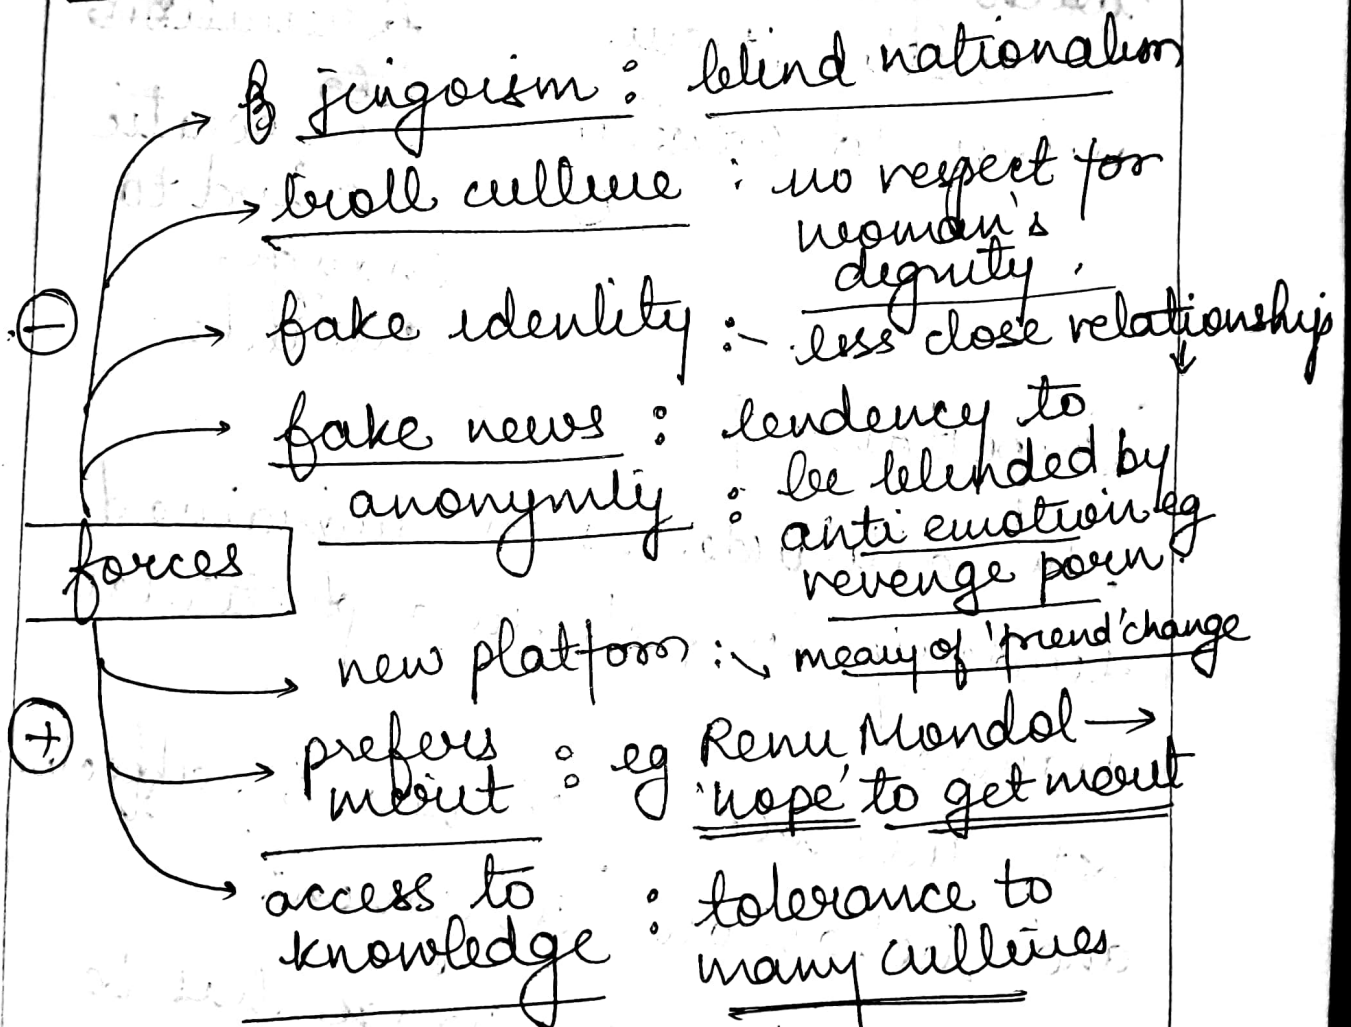 jingoism : blind nationalism
troll culture : no respect for
woman's
dignity.
fake identity :- less close relationship ↓
fake news : tendency to
be blinded by
anonymity : anti emotion eg
revenge porn.
forces
new platform :- meaning of 'friend' change
prefers : eg Renu Mondol →
merit 'hope' to get merit
access to : tolerance to
knowledge many cultures
⊖
⊕